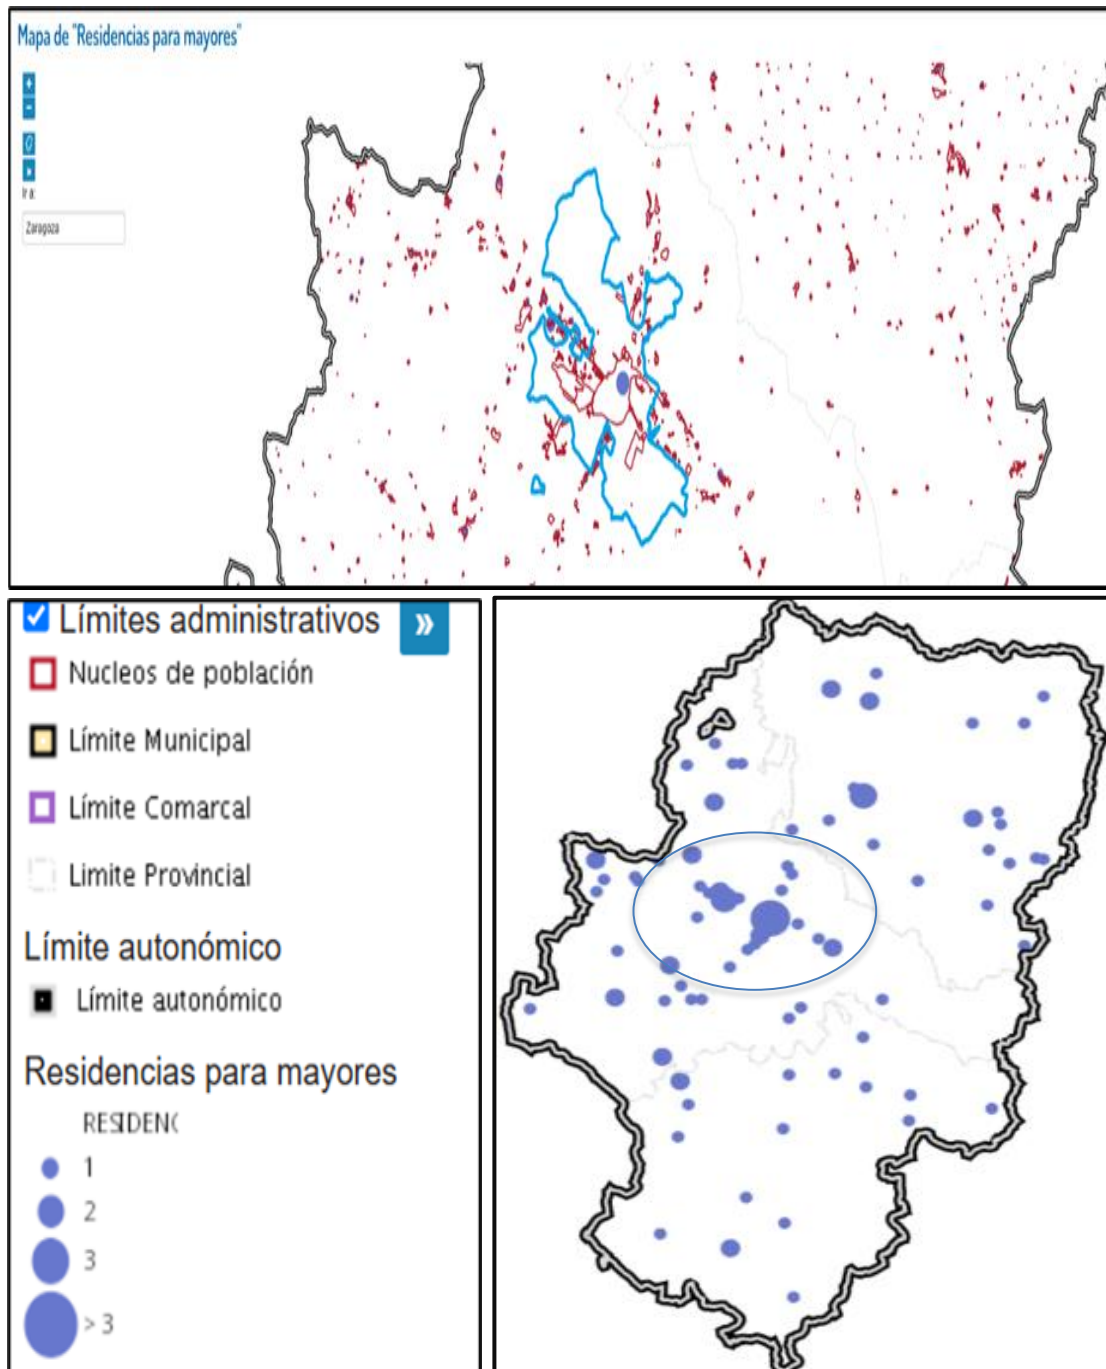 Mapa de "Residencias para mayores"
+
-
Ir a:
Zaragoza
Límites administrativos
»
Nucleos de población
Límite Municipal
Límite Comarcal
Limite Provincial
Límite autonómico
Límite autonómico
Residencias para mayores
RESIDENC
1
2
3
> 3